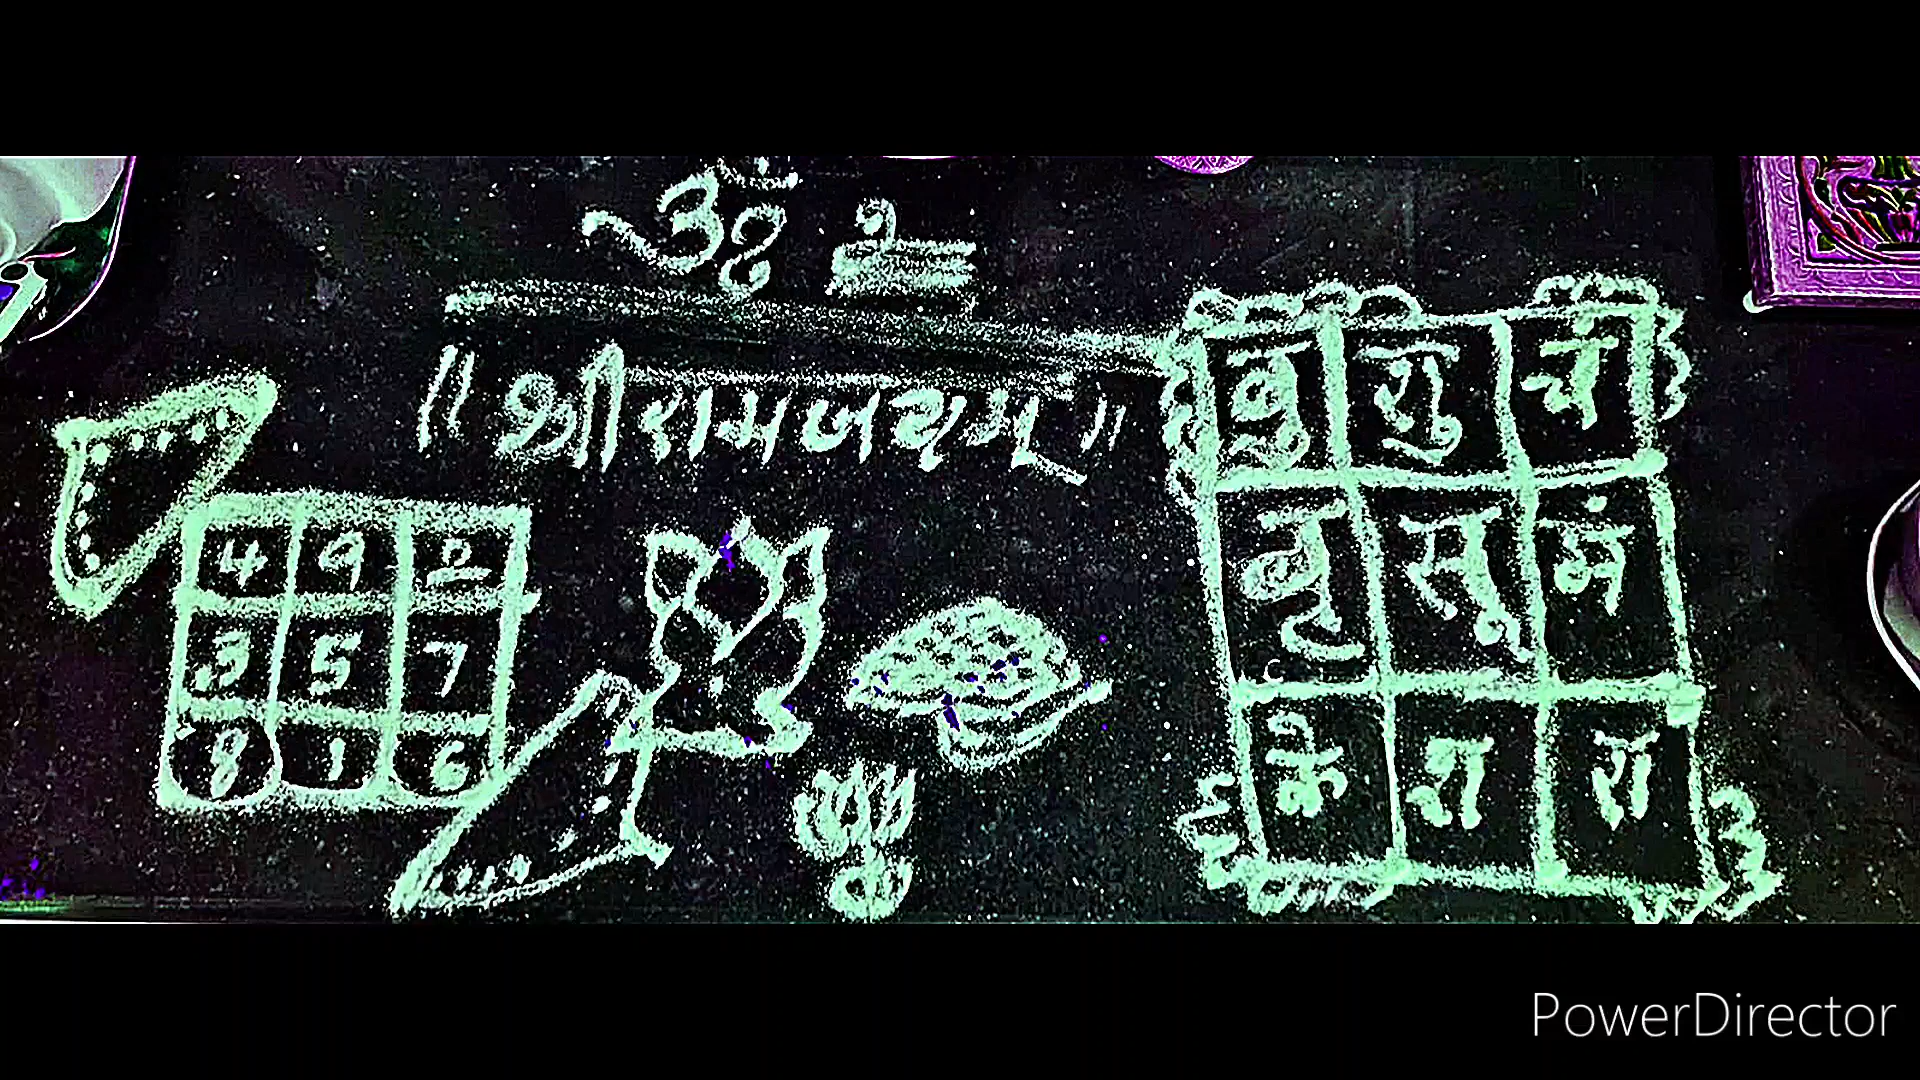 ॥ श्रीरामजयम् ॥
4 9 2
3 5 7
8 1 6
बु शु चं
बृ सू मं
के श रा
PowerDirector